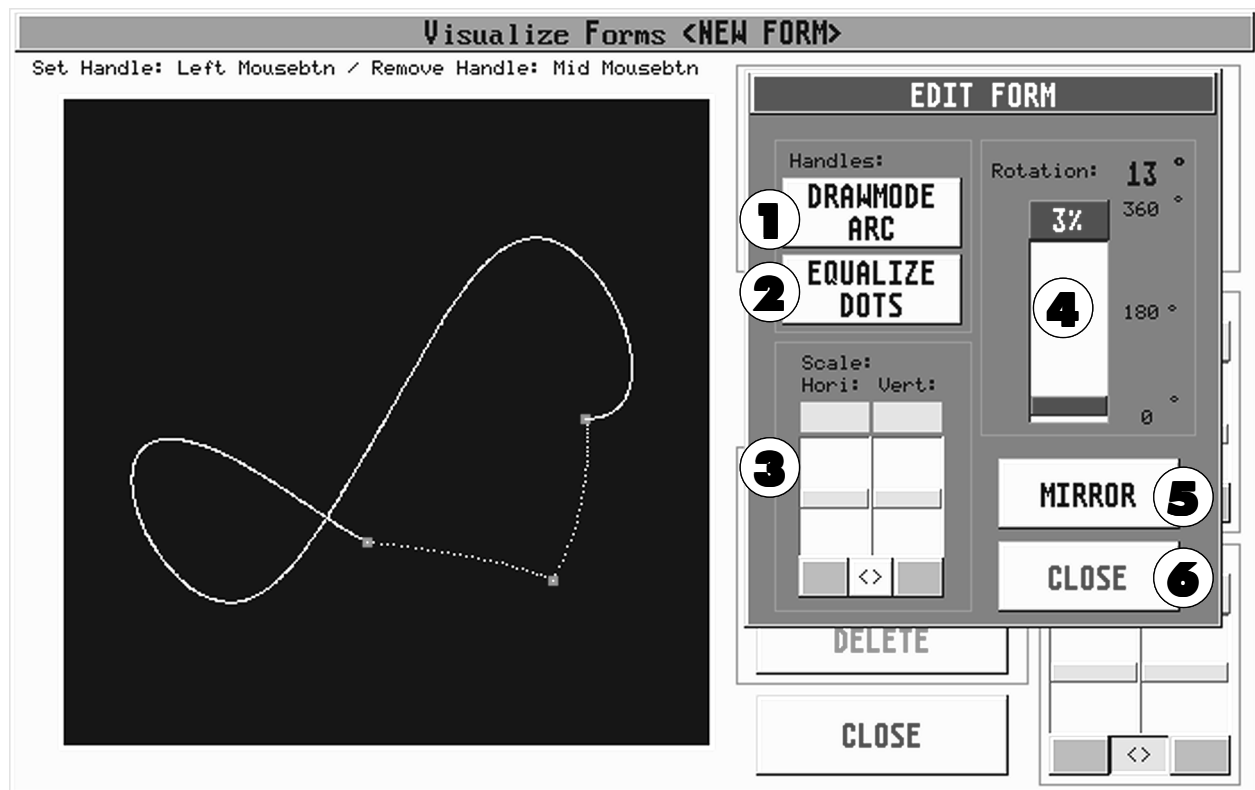 Visualize Forms <NEW FORM>
Set Handle: Left Mousebtn / Remove Handle: Mid Mousebtn
EDIT FORM
Handles:
1
DRAWMODE
ARC
2
EQUALIZE
DOTS
Rotation: 13 °
3%
360 °
4
180 °
0 °
Scale:
Hori: Vert:
3
<>
MIRROR
5
CLOSE
6
DELETE
CLOSE
<>